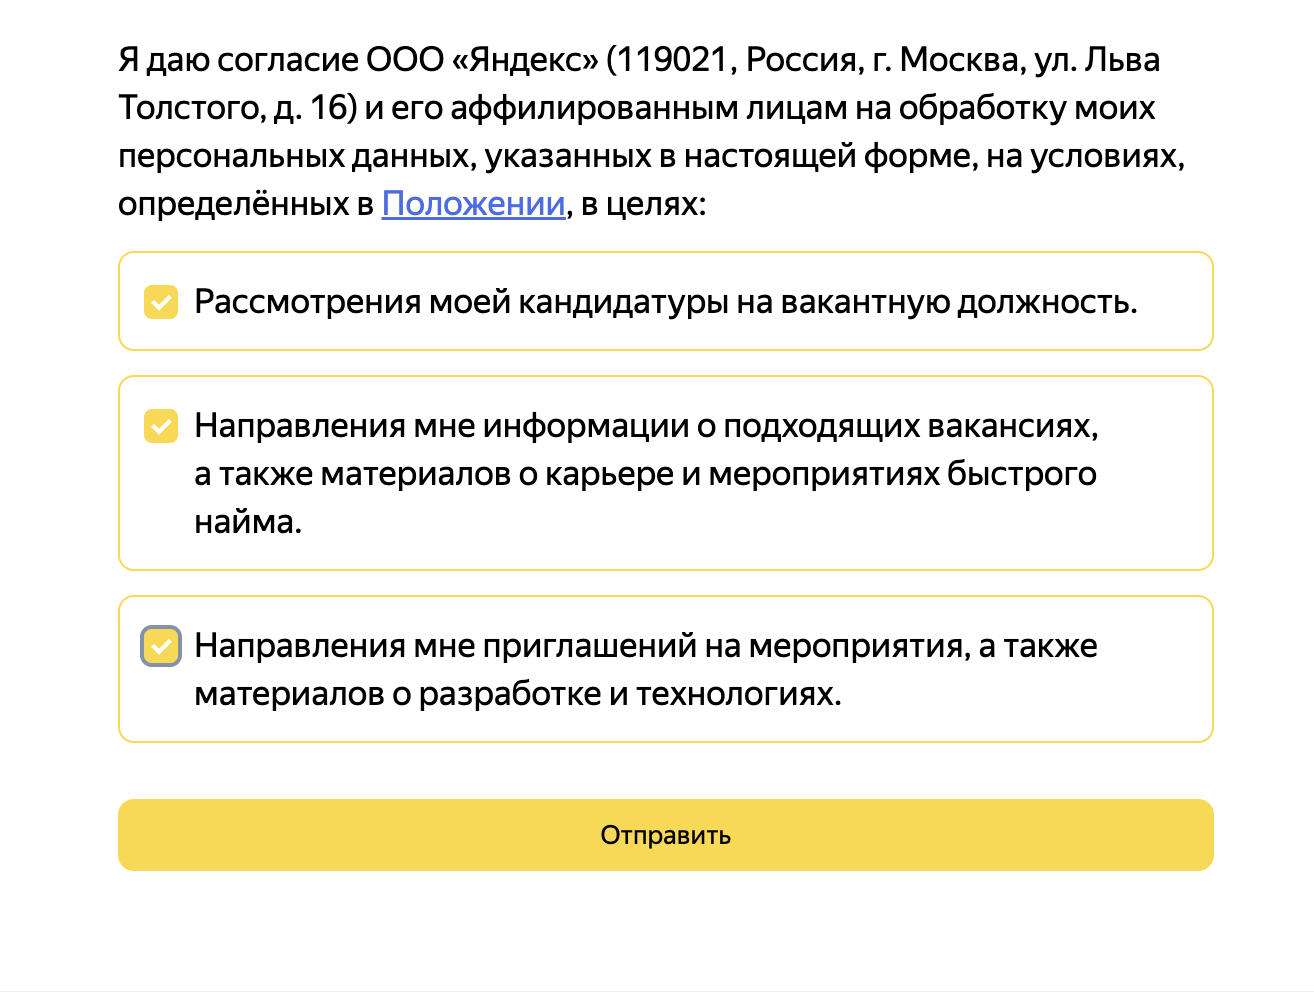 Я даю согласие ООО «Яндекс» (119021, Россия, г. Москва, ул. Льва
Толстого, д. 16) и его аффилированным лицам на обработку моих
персональных данных, указанных в настоящей форме, на условиях,
определённых в Положении, в целях:
Рассмотрения моей кандидатуры на вакантную должность.
Направления мне информации о подходящих вакансиях,
а также материалов о карьере и мероприятиях быстрого
найма.
Направления мне приглашений на мероприятия, а также
материалов о разработке и технологиях.
Отправить